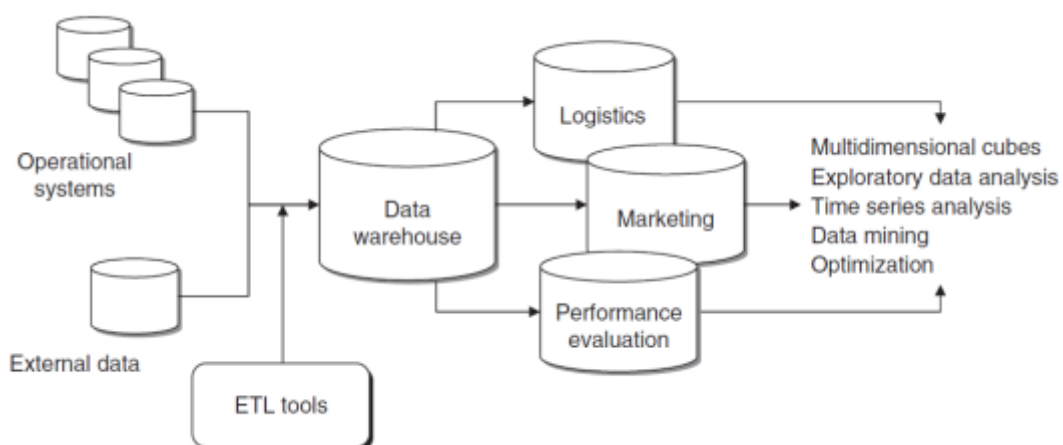 Operational
systems
External data
ETL tools
Data
warehouse
Logistics
Marketing
Performance
evaluation
Multidimensional cubes
Exploratory data analysis
Time series analysis
Data mining
Optimization